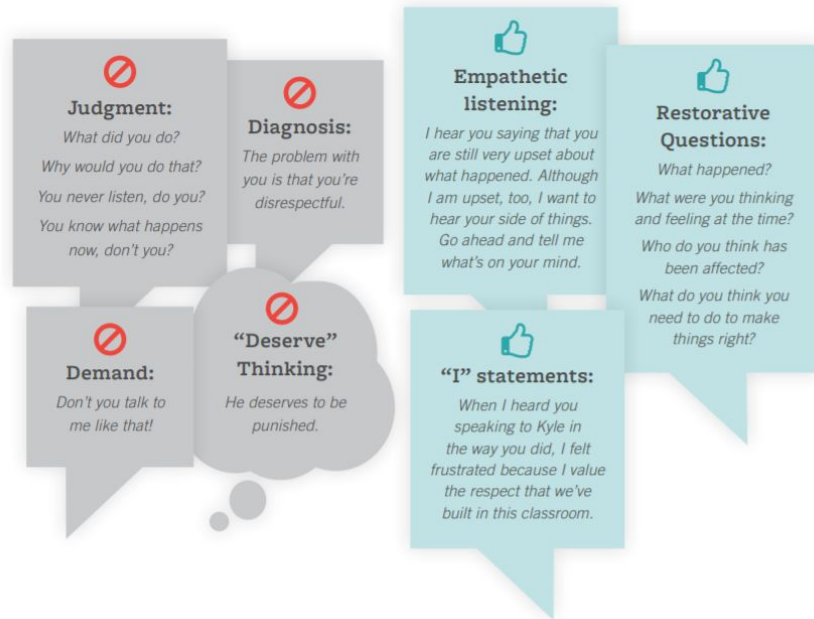 Judgment:
What did you do?
Why would you do that?
You never listen, do you?
You know what happens
now, don't you?
Diagnosis:
The problem with
you is that you're
disrespectful.
Demand:
Don't you talk to
me like that!
“Deserve”
Thinking:
He deserves to be
punished.
Empathetic
listening:
I hear you saying that you
are still very upset about
what happened. Although
I am upset, too, I want to
hear your side of things.
Go ahead and tell me
what's on your mind.
Restorative
Questions:
What happened?
What were you thinking
and feeling at the time?
Who do you think has
been affected?
What do you think you
need to do to make
things right?
“I” statements:
When I heard you
speaking to Kyle in
the way you did, I felt
frustrated because I value
the respect that we've
built in this classroom.